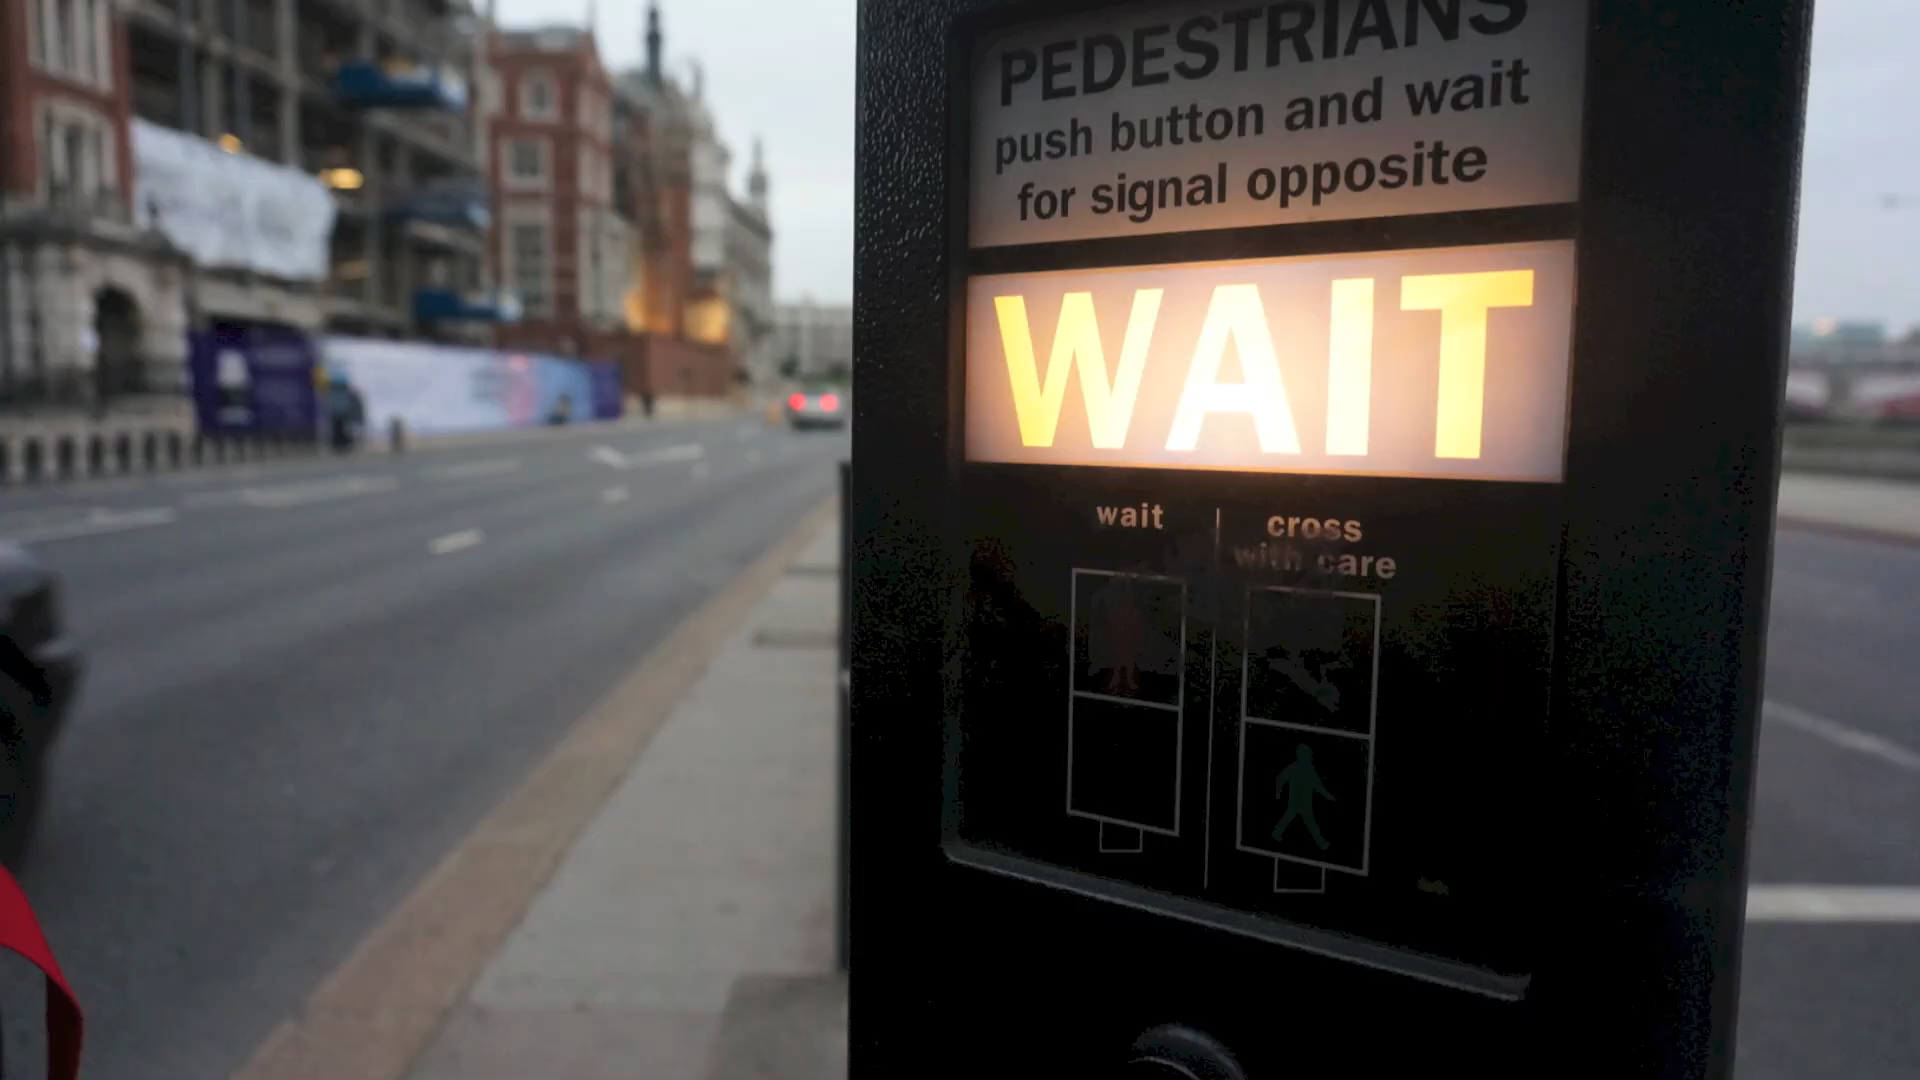 PEDESTRIANS
push button and wait
for signal opposite
WAIT
wait
cross
with care